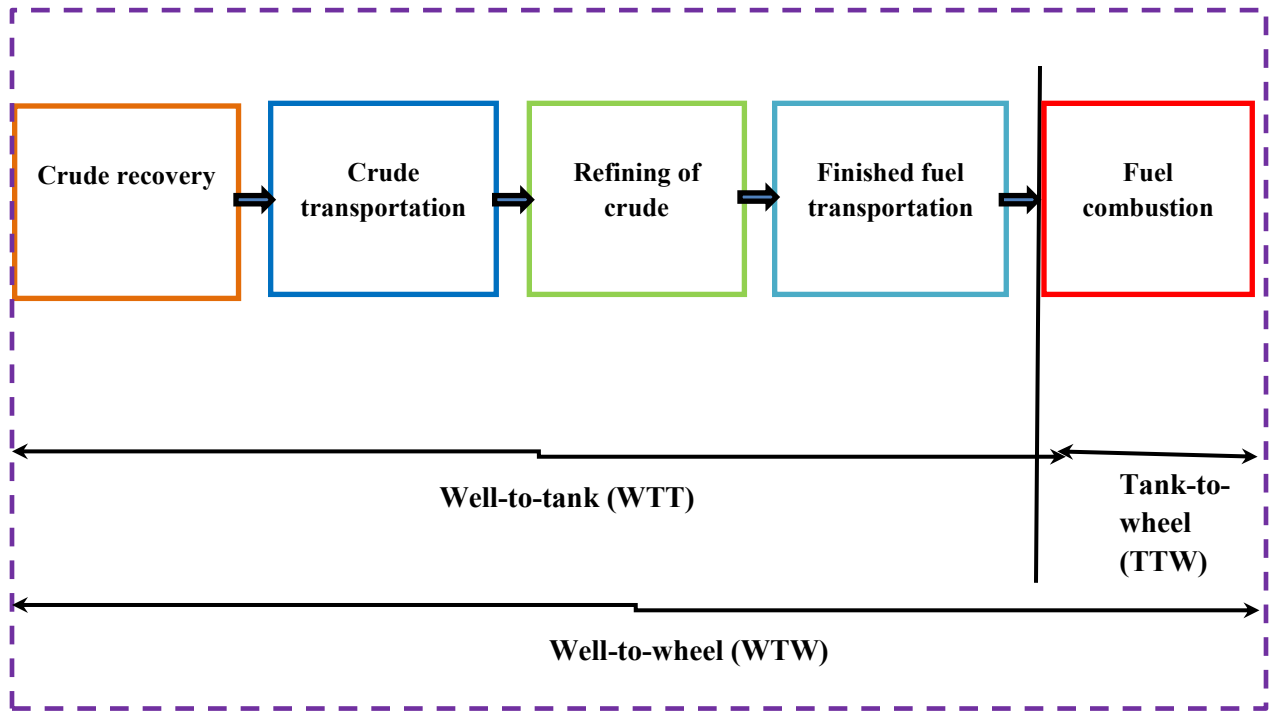 Crude recovery
Crude
transportation
Refining of
crude
Finished fuel
transportation
Fuel
combustion
Well-to-tank (WTT)
Tank-to-
wheel
(TTW)
Well-to-wheel (WTW)